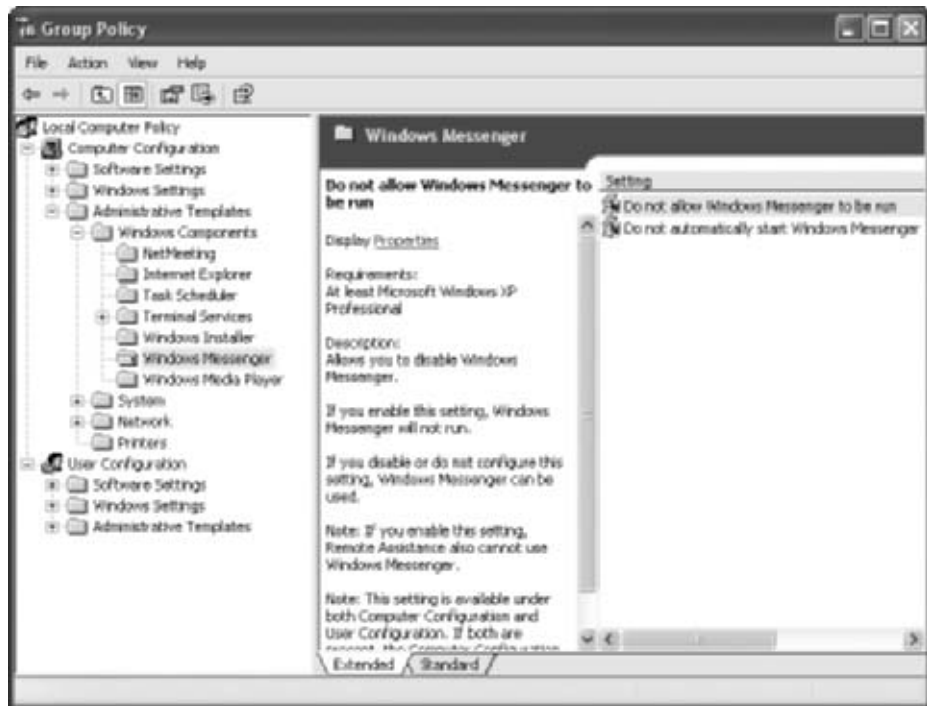 Group Policy
File Action View Help
Local Computer Policy
Computer Configuration
Software Settings
Windows Settings
Administrative Templates
Windows Components
NetMeeting
Internet Explorer
Task Scheduler
Terminal Services
Windows Installer
Windows Messenger
Windows Media Player
System
Network
Printers
User Configuration
Software Settings
Windows Settings
Administrative Templates
Windows Messenger
Do not allow Windows Messenger to
be run
Display Properties
Requirements:
At least Microsoft Windows XP
Professional
Description:
Allows you to disable Windows
Messenger.
If you enable this setting, Windows
Messenger will not run.
If you disable or do not configure this
setting, Windows Messenger can be
used.
Note: If you enable this setting,
Remote Assistance also cannot use
Windows Messenger.
Note: This setting is available under
both Computer Configuration and
User Configuration. If both are
present, the Computer Configuration
Setting
Do not allow Windows Messenger to be run
Do not automatically start Windows Messenger
Extended Standard